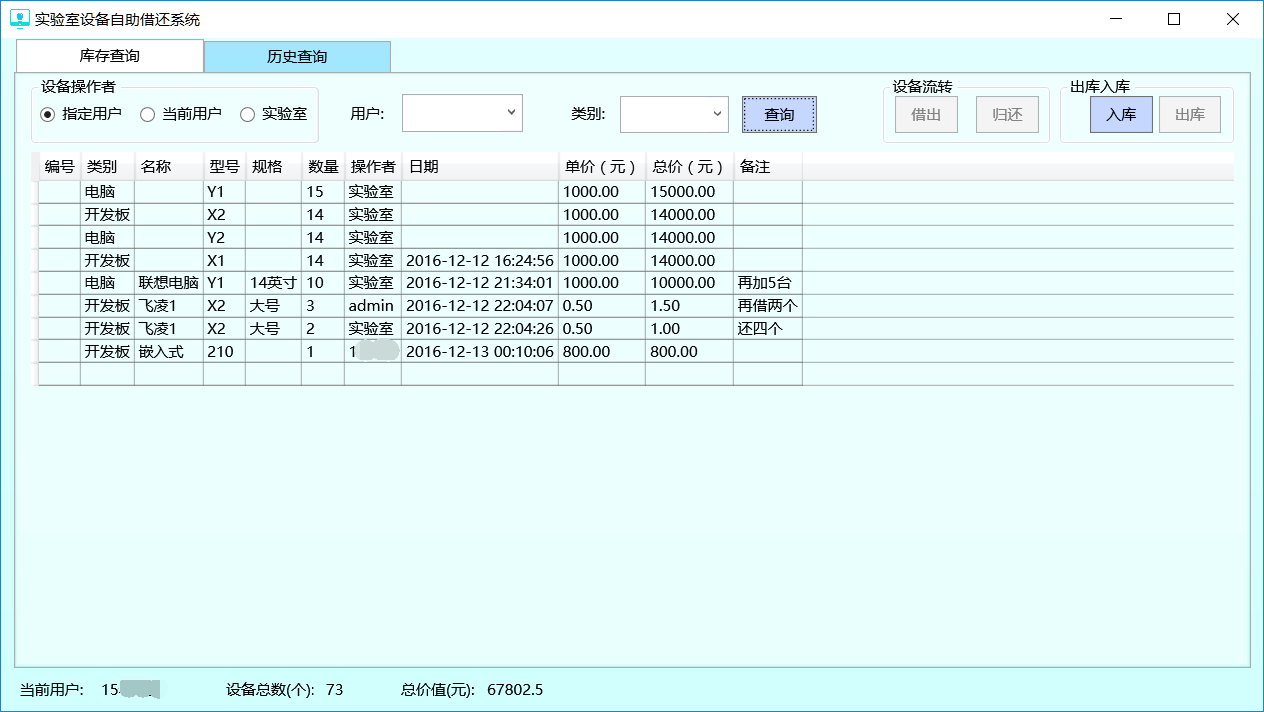 实验室设备自助借还系统
库存查询 历史查询
设备操作者 设备流转 出库入库
指定用户 当前用户 实验室 用户: 类别: 查询 借出 归还 入库 出库
编号 类别 名称 型号 规格 数量 操作者 日期 单价（元） 总价（元） 备注
电脑 Y1 15 实验室 1000.00 15000.00
开发板 X2 14 实验室 1000.00 14000.00
电脑 Y2 14 实验室 1000.00 14000.00
开发板 X1 14 实验室 2016-12-12 16:24:56 1000.00 14000.00
电脑 联想电脑 Y1 14英寸 10 实验室 2016-12-12 21:34:01 1000.00 10000.00 再加5台
开发板 飞凌1 X2 大号 3 admin 2016-12-12 22:04:07 0.50 1.50 再借两个
开发板 飞凌1 X2 大号 2 实验室 2016-12-12 22:04:26 0.50 1.00 还四个
开发板 嵌入式 210 1 1 2016-12-13 00:10:06 800.00 800.00
当前用户: 15 设备总数(个): 73 总价值(元): 67802.5